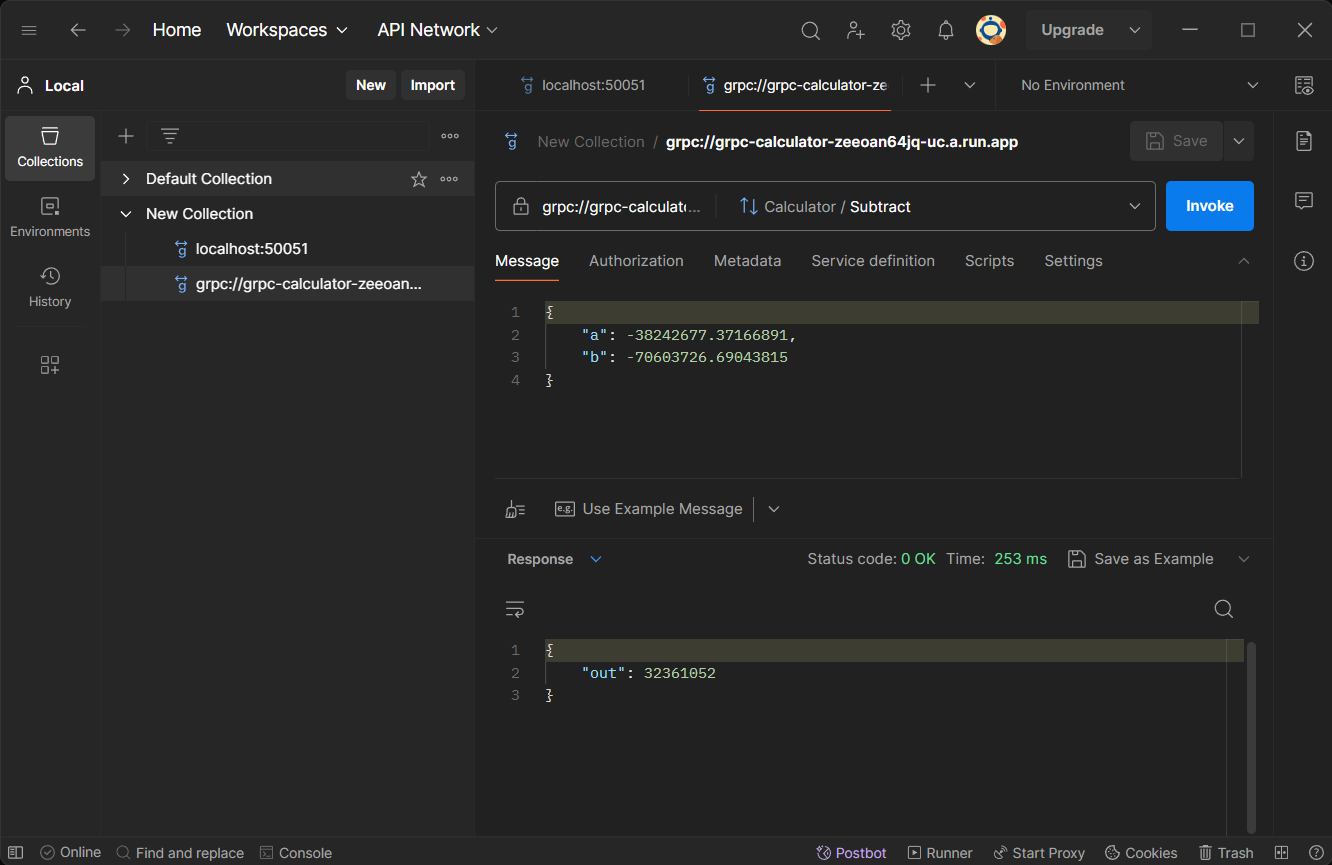 Home Workspaces API Network Upgrade
Local New Import
localhost:50051 grpc://grpc-calculator-zee No Environment
Collections
Environments
History
Default Collection
New Collection
localhost:50051
grpc://grpc-calculator-zeeoan...
New Collection / grpc://grpc-calculator-zeeoan64jq-uc.a.run.app Save
grpc://grpc-calculat... Calculator / Subtract Invoke
Message Authorization Metadata Service definition Scripts Settings
1 {
2 "a": -38242677.37166891,
3 "b": -70603726.69043815
4 }
e.g. Use Example Message
Response Status code: 0 OK Time: 253 ms Save as Example
1 {
2 "out": 32361052
3 }
Online Find and replace Console Postbot Runner Start Proxy Cookies Trash